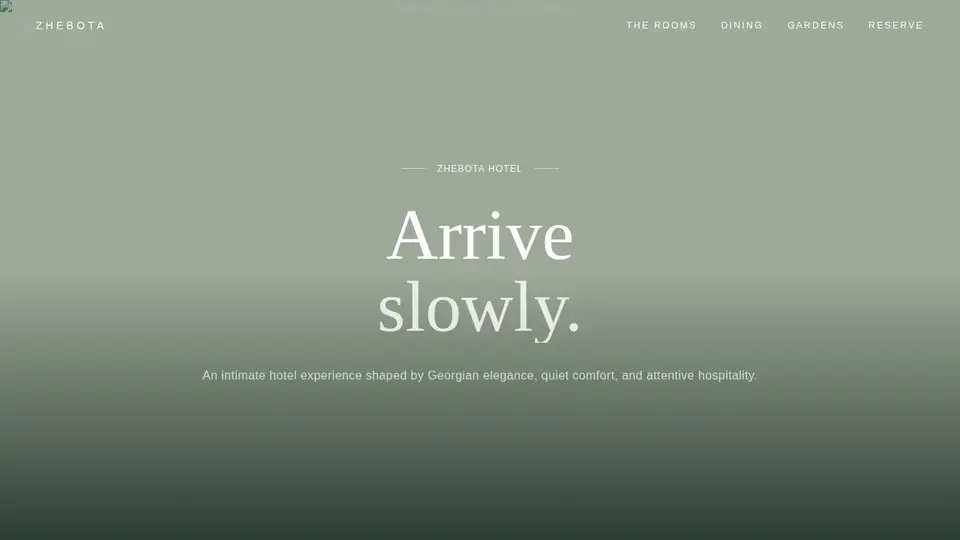 ZHEBOTA
THE ROOMS DINING GARDENS RESERVE
ZHEBOTA HOTEL
Arrive
slowly.
An intimate hotel experience shaped by Georgian elegance, quiet comfort, and attentive hospitality.